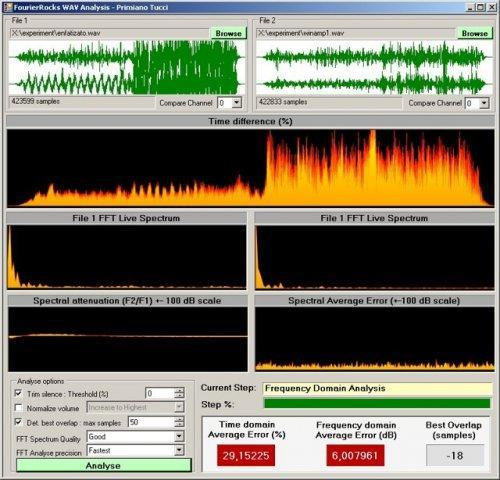 FourierRocks WAV Analysis - Primiano Tucci
File 1
X:\experiment\enfatizato.wav
Browse
423599 samples
Compare Channel
0
File 2
X:\experiment\winamp1.wav
Browse
422833 samples
Compare Channel
0
Time difference (%)
File 1 FFT Live Spectrum
File 1 FFT Live Spectrum
Spectral attenuation (F2/F1) +- 100 dB scale
Spectral Average Error (+-100 dB scale)
Analyse options
Trim silence : Threshold (%)
0
Normalize volume
Increase to Highest
Det. best overlap : max samples
50
FFT Spectrum Quality
Good
FFT Analyse precision
Fastest
Analyse
Current Step:
Frequency Domain Analysis
Step %:
Time domain
Average Error (%)
29,15225
Frequency domain
Average Error (dB)
6,007961
Best Overlap
(samples)
-18